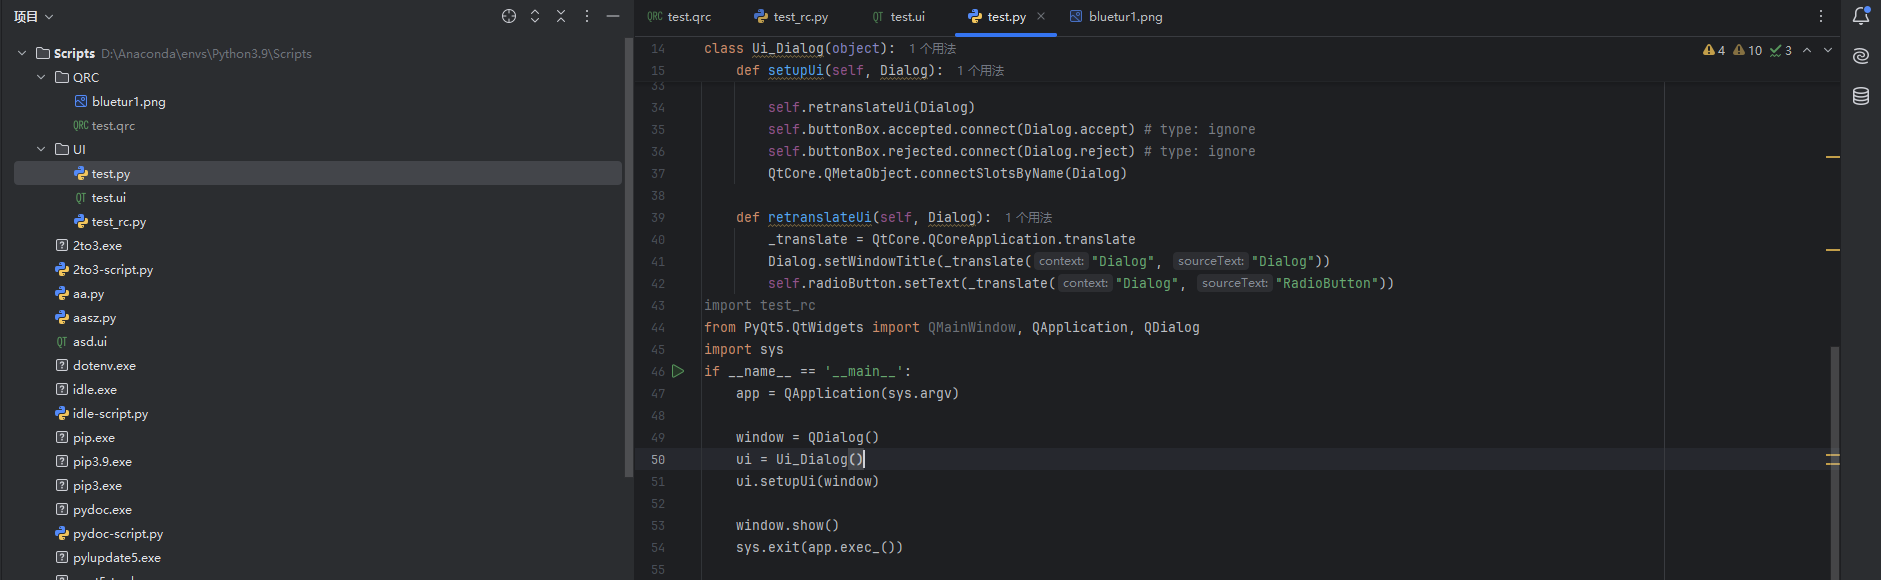 项目
Scripts D:\Anaconda\envs\Python3.9\Scripts
QRC
bluetur1.png
QRC test.qrc
UI
test.py
QT test.ui
test_rc.py
2to3.exe
2to3-script.py
aa.py
aasz.py
QT asd.ui
dotenv.exe
idle.exe
idle-script.py
pip.exe
pip3.9.exe
pip3.exe
pydoc.exe
pydoc-script.py
pylupdate5.exe
QRC test.qrc test_rc.py QT test.ui test.py bluetur1.png
4 10 3
14 class Ui_Dialog(object): 1 个用法
15 def setupUi(self, Dialog): 1 个用法
33
34 self.retranslateUi(Dialog)
35 self.buttonBox.accepted.connect(Dialog.accept) # type: ignore
36 self.buttonBox.rejected.connect(Dialog.reject) # type: ignore
37 QtCore.QMetaObject.connectSlotsByName(Dialog)
38
39 def retranslateUi(self, Dialog): 1 个用法
40 _translate = QtCore.QCoreApplication.translate
41 Dialog.setWindowTitle(_translate( context: "Dialog", sourceText: "Dialog"))
42 self.radioButton.setText(_translate( context: "Dialog", sourceText: "RadioButton"))
43 import test_rc
44 from PyQt5.QtWidgets import QMainWindow, QApplication, QDialog
45 import sys
46 if __name__ == '__main__':
47 app = QApplication(sys.argv)
48
49 window = QDialog()
50 ui = Ui_Dialog()
51 ui.setupUi(window)
52
53 window.show()
54 sys.exit(app.exec_())
55